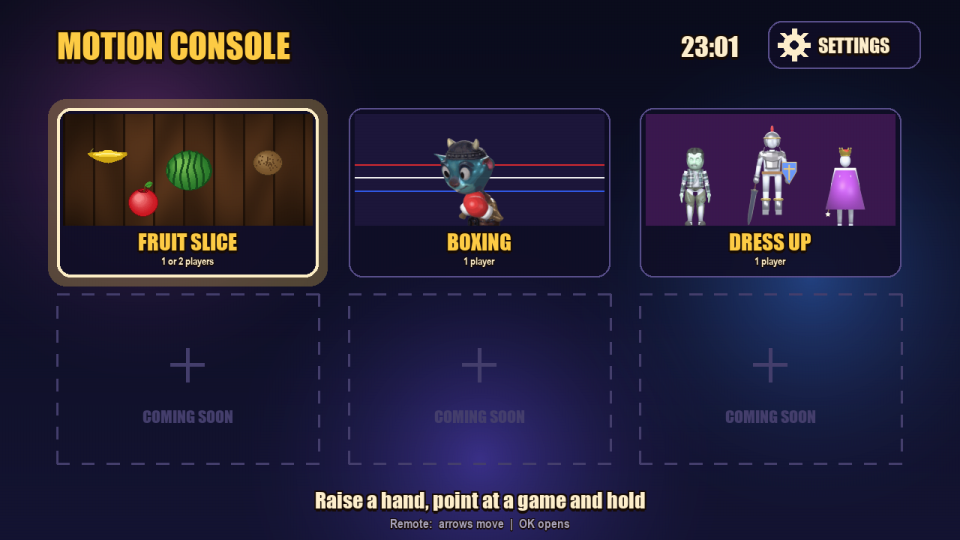 MOTION CONSOLE
23:01
SETTINGS
FRUIT SLICE
1 or 2 players
BOXING
1 player
DRESS UP
1 player
COMING SOON
COMING SOON
COMING SOON
Raise a hand, point at a game and hold
Remote: arrows move | OK opens